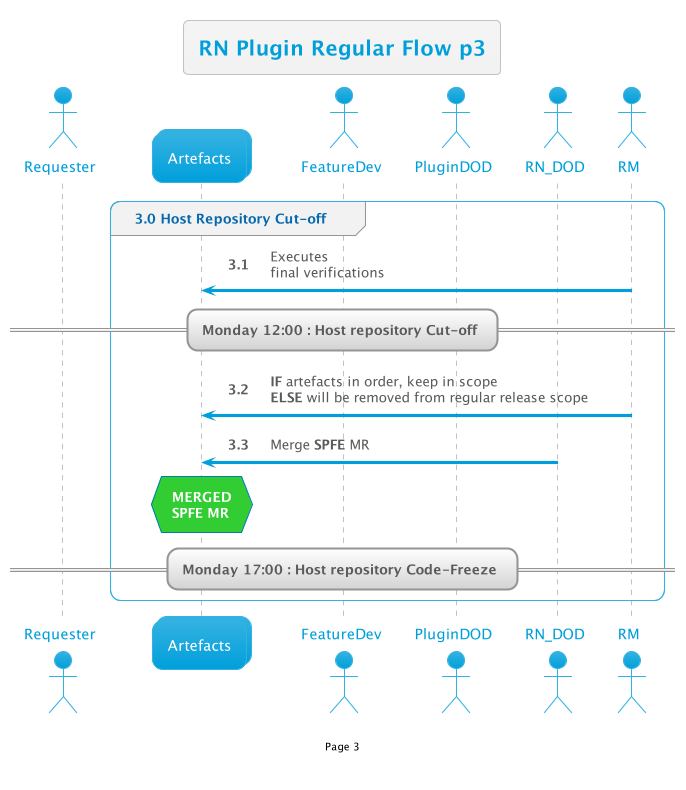 RN Plugin Regular Flow p3
Requester
Artefacts
FeatureDev
PluginDOD
RN_DOD
RM
3.0 Host Repository Cut-off
3.1
Executes
final verifications
Monday 12:00 : Host repository Cut-off
3.2
IF artefacts in order, keep in scope
ELSE will be removed from regular release scope
3.3
Merge SPFE MR
MERGED
SPFE MR
Monday 17:00 : Host repository Code-Freeze
Requester
Artefacts
FeatureDev
PluginDOD
RN_DOD
RM
Page 3